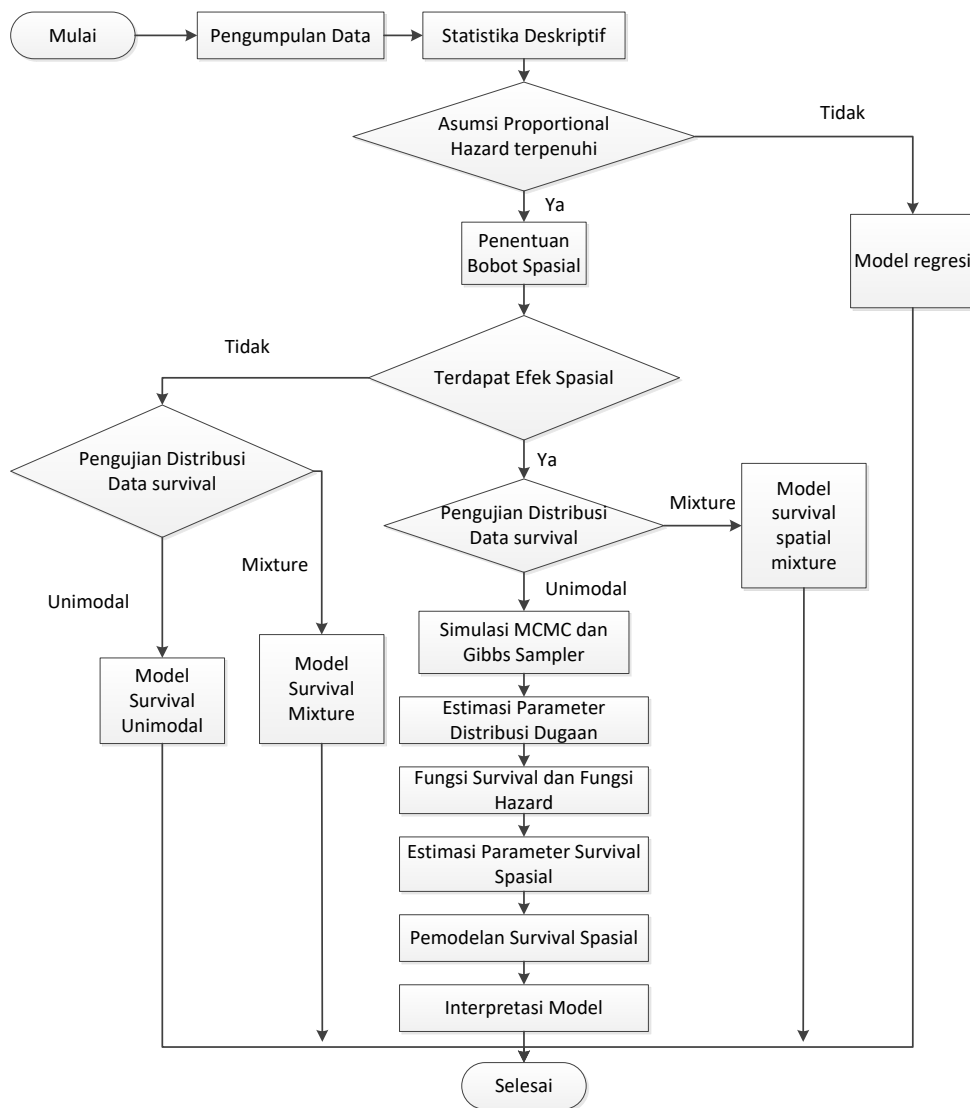 Mulai
Pengumpulan Data
Statistika Deskriptif
Asumsi Proportional
Hazard terpenuhi
Tidak
Ya
Penentuan
Bobot Spasial
Model regresi
Tidak
Terdapat Efek Spasial
Ya
Pengujian Distribusi
Data survival
Pengujian Distribusi
Data survival
Mixture
Model
survival
spatial
mixture
Unimodal
Mixture
Unimodal
Simulasi MCMC dan
Gibbs Sampler
Model
Survival
Unimodal
Model
Survival
Mixture
Estimasi Parameter
Distribusi Dugaan
Fungsi Survival dan Fungsi
Hazard
Estimasi Parameter Survival
Spasial
Pemodelan Survival Spasial
Interpretasi Model
Selesai